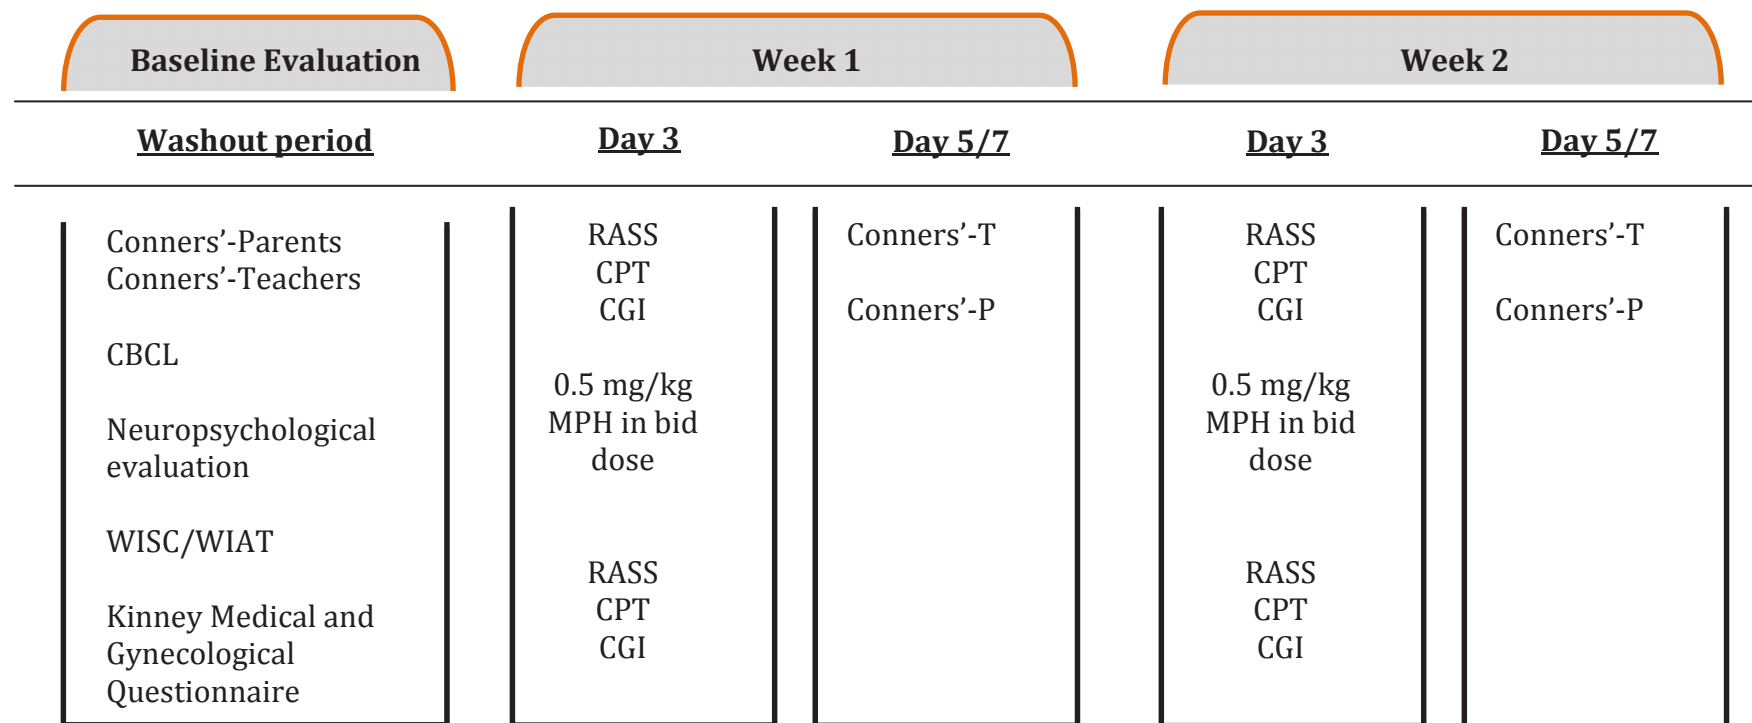 Baseline Evaluation
Week 1
Week 2
Washout period
Day 3
Day 5/7
Day 3
Day 5/7
Conners’-Parents
Conners’-Teachers
CBCL
Neuropsychological
evaluation
WISC/WIAT
Kinney Medical and
Gynecological
Questionnaire
RASS
CPT
CGI
0.5 mg/kg
MPH in bid
dose
RASS
CPT
CGI
Conners’-T
Conners’-P
RASS
CPT
CGI
0.5 mg/kg
MPH in bid
dose
RASS
CPT
CGI
Conners’-T
Conners’-P